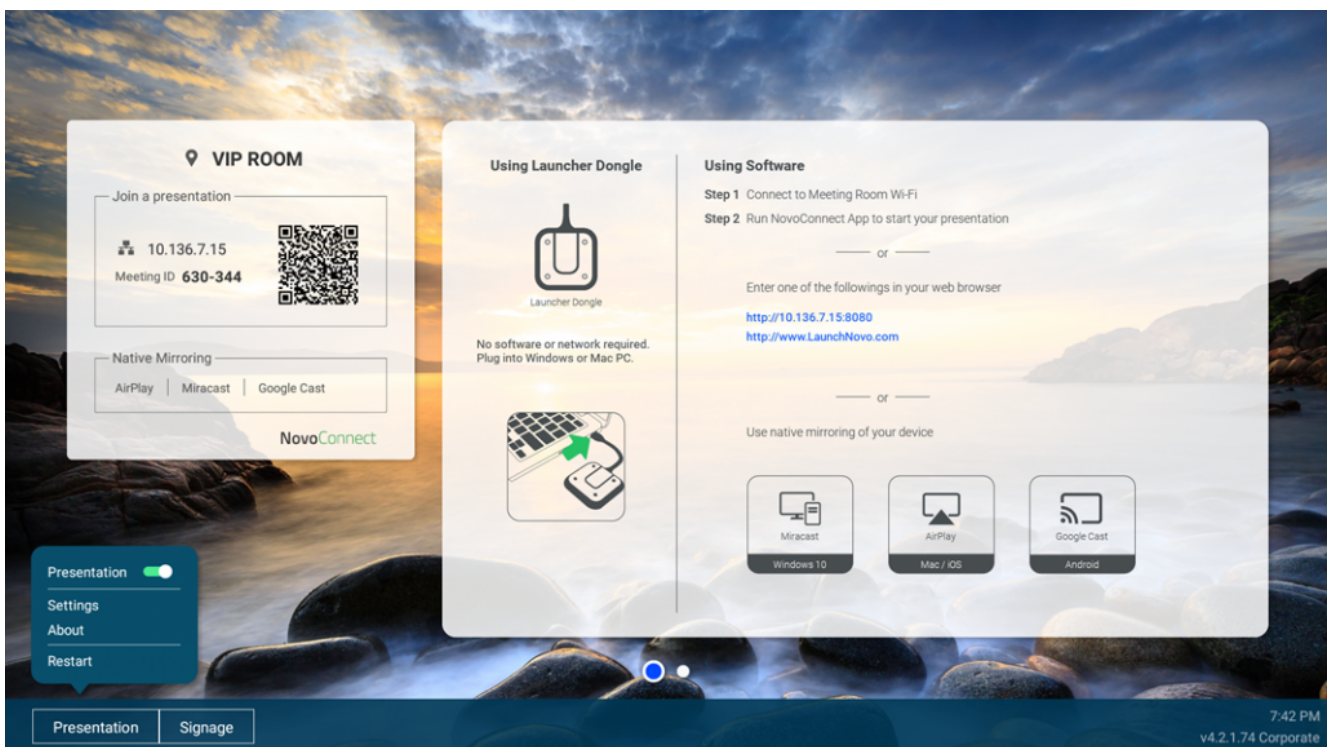 VIP ROOM
Join a presentation
10.136.7.15
Meeting ID 630-344
Native Mirroring
AirPlay | Miracast | Google Cast
NovoConnect
Using Launcher Dongle
Launcher Dongle
No software or network required.
Plug into Windows or Mac PC.
Using Software
Step 1 Connect to Meeting Room Wi-Fi
Step 2 Run NovoConnect App to start your presentation
or
Enter one of the followings in your web browser
http://10.136.7.15:8080
http://www.LaunchNovo.com
or
Use native mirroring of your device
Miracast
Windows 10
AirPlay
Mac / iOS
Google Cast
Android
Presentation
Settings
About
Restart
Presentation
Signage
7:42 PM
v4.2.1.74 Corporate